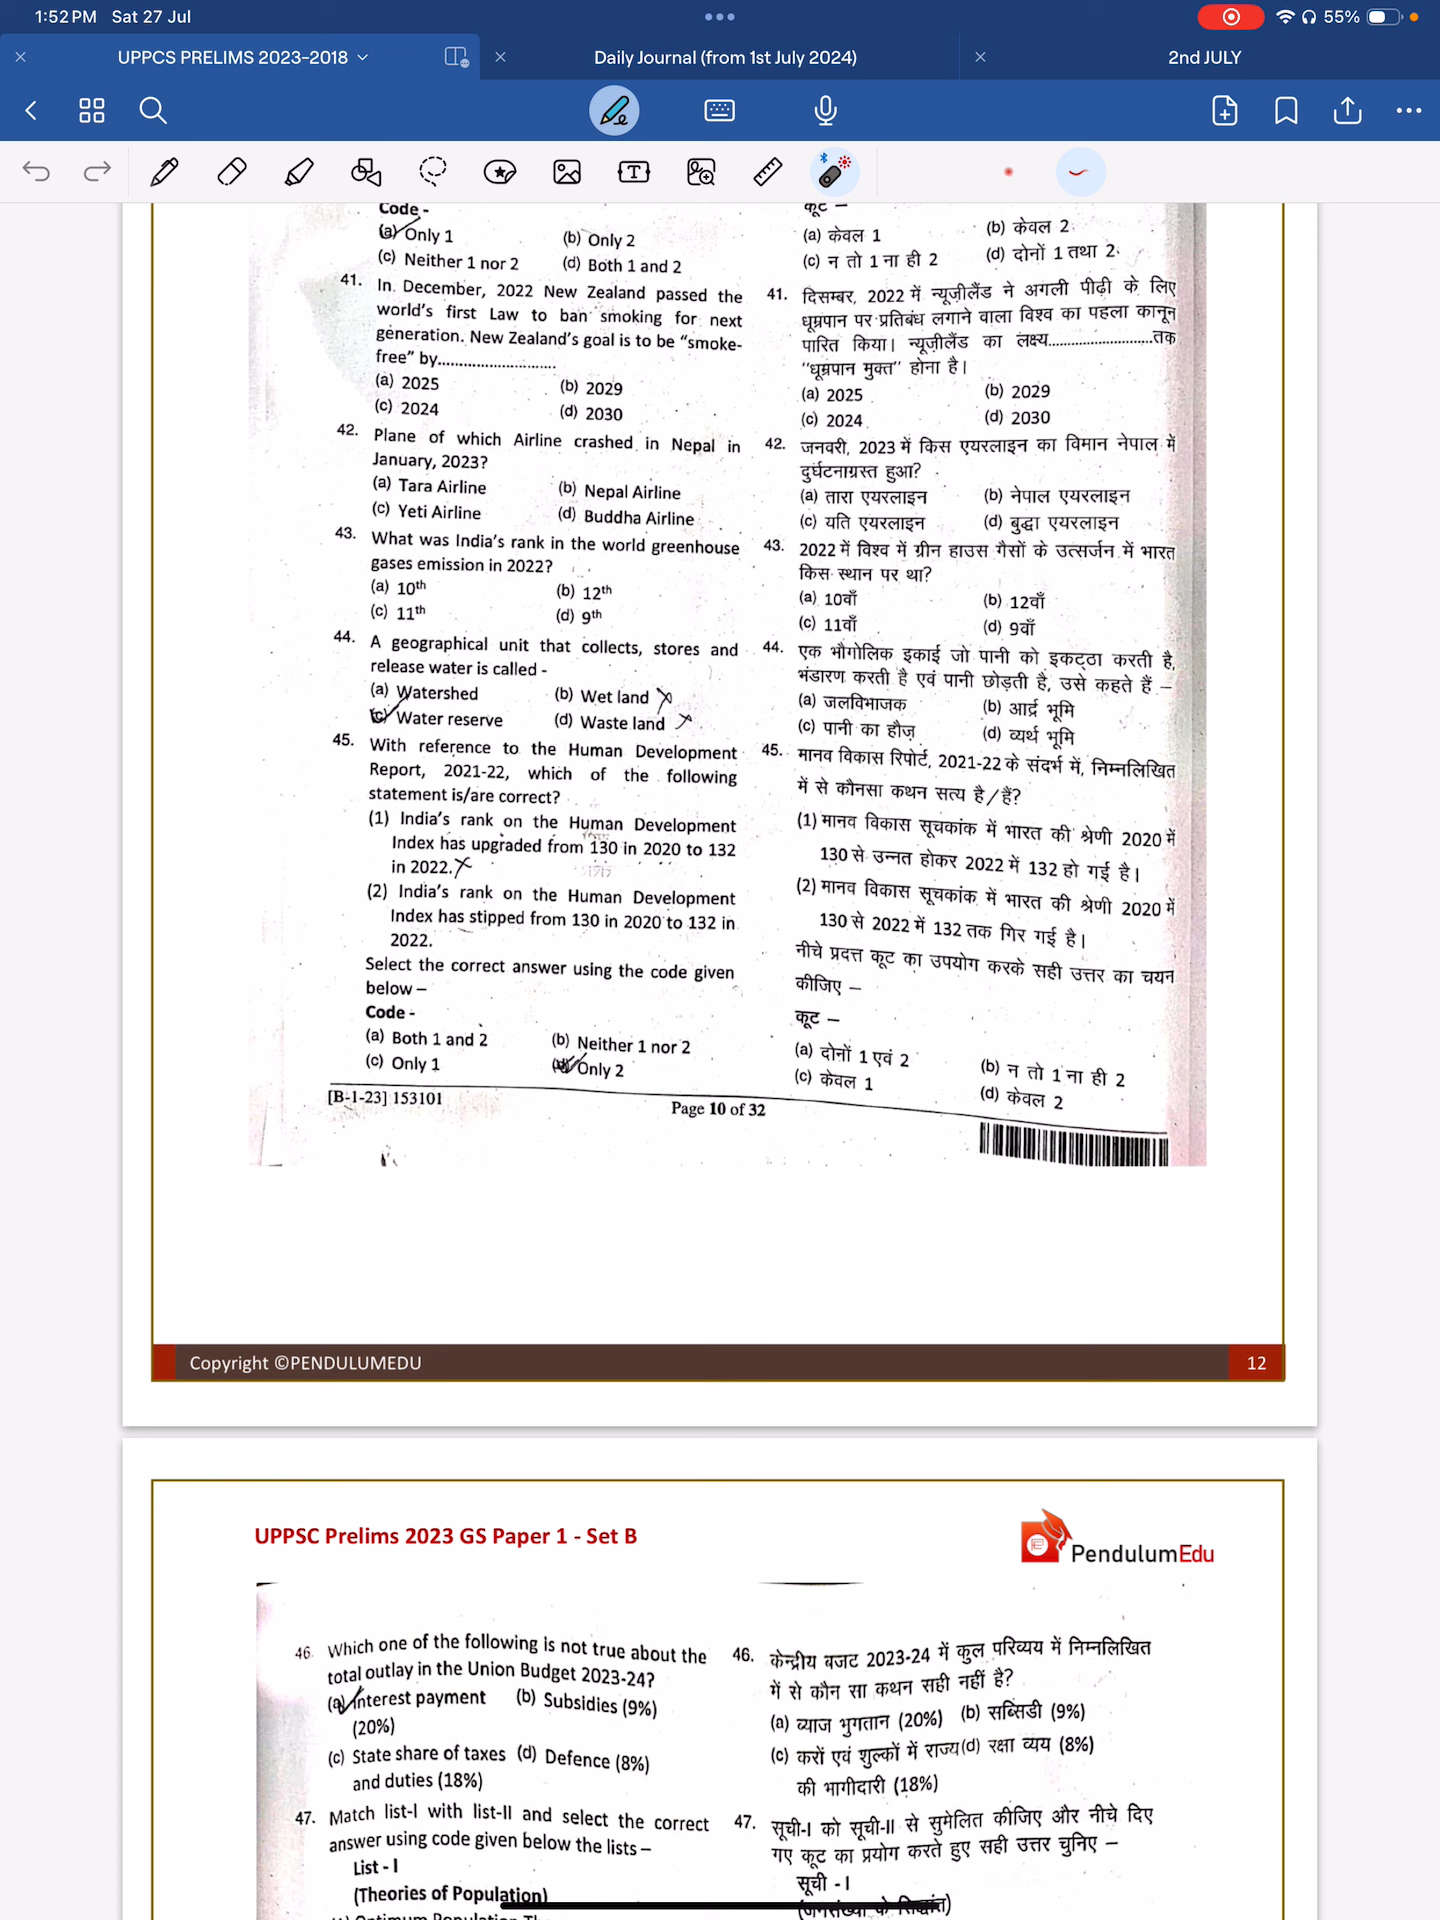 1:52 PM Sat 27 Jul
55%
UPPCS PRELIMS 2023-2018
Daily Journal (from 1st July 2024)
2nd JULY
Code -
(a) Only 1 (b) Only 2
(c) Neither 1 nor 2 (d) Both 1 and 2
41. In December, 2022 New Zealand passed the
world's first Law to ban smoking for next
generation. New Zealand's goal is to be "smoke-
free" by...........................
(a) 2025 (b) 2029
(c) 2024 (d) 2030
42. Plane of which Airline crashed in Nepal in
January, 2023?
(a) Tara Airline (b) Nepal Airline
(c) Yeti Airline (d) Buddha Airline
43. What was India's rank in the world greenhouse
gases emission in 2022?
(a) 10th (b) 12th
(c) 11th (d) 9th
44. A geographical unit that collects, stores and
release water is called -
(a) Watershed (b) Wet land
(c) Water reserve (d) Waste land
45. With reference to the Human Development
Report, 2021-22, which of the following
statement is/are correct?
(1) India's rank on the Human Development
Index has upgraded from 130 in 2020 to 132
in 2022.
(2) India's rank on the Human Development
Index has stipped from 130 in 2020 to 132 in
2022.
Select the correct answer using the code given
below –
Code -
(a) Both 1 and 2 (b) Neither 1 nor 2
(c) Only 1 (d) Only 2
कूट –
(a) केवल 1 (b) केवल 2
(c) न तो 1 ना ही 2 (d) दोनों 1 तथा 2
41. दिसम्बर, 2022 में न्यूज़ीलैंड ने अगली पीढ़ी के लिए
धूम्रपान पर प्रतिबंध लगाने वाला विश्व का पहला कानून
पारित किया। न्यूज़ीलैंड का लक्ष्य..........................तक
"धूम्रपान मुक्त" होना है।
(a) 2025 (b) 2029
(c) 2024 (d) 2030
42. जनवरी, 2023 में किस एयरलाइन का विमान नेपाल में
दुर्घटनाग्रस्त हुआ?
(a) तारा एयरलाइन (b) नेपाल एयरलाइन
(c) यति एयरलाइन (d) बुद्धा एयरलाइन
43. 2022 में विश्व में ग्रीन हाउस गैसों के उत्सर्जन में भारत
किस स्थान पर था?
(a) 10वाँ (b) 12वाँ
(c) 11वाँ (d) 9वाँ
44. एक भौगोलिक इकाई जो पानी को इकट्ठा करती है,
भंडारण करती है एवं पानी छोड़ती है, उसे कहते हैं –
(a) जलविभाजक (b) आर्द्र भूमि
(c) पानी का हौज़ (d) व्यर्थ भूमि
45. मानव विकास रिपोर्ट, 2021-22 के संदर्भ में, निम्नलिखित
में से कौनसा कथन सत्य है/हैं?
(1) मानव विकास सूचकांक में भारत की श्रेणी 2020 में
130 से उन्नत होकर 2022 में 132 हो गई है।
(2) मानव विकास सूचकांक में भारत की श्रेणी 2020 में
130 से 2022 में 132 तक गिर गई है।
नीचे प्रदत्त कूट का उपयोग करके सही उत्तर का चयन
कीजिए –
कूट –
(a) दोनों 1 एवं 2 (b) न तो 1 ना ही 2
(c) केवल 1 (d) केवल 2
[B-1-23] 153101
Page 10 of 32
Copyright ©PENDULUMEDU
12
UPPSC Prelims 2023 GS Paper 1 - Set B
PendulumEdu
46. Which one of the following is not true about the
total outlay in the Union Budget 2023-24?
(a) Interest payment (b) Subsidies (9%)
(20%)
(c) State share of taxes (d) Defence (8%)
and duties (18%)
47. Match list-I with list-II and select the correct
answer using code given below the lists –
List - I
(Theories of Population)
46. केन्द्रीय बजट 2023-24 में कुल परिव्यय में निम्नलिखित
में से कौन सा कथन सही नहीं है?
(a) व्याज भुगतान (20%) (b) सब्सिडी (9%)
(c) करों एवं शुल्कों में राज्य (d) रक्षा व्यय (8%)
की भागीदारी (18%)
47. सूची-I को सूची-II से सुमेलित कीजिए और नीचे दिए
गए कूट का प्रयोग करते हुए सही उत्तर चुनिए –
सूची - I